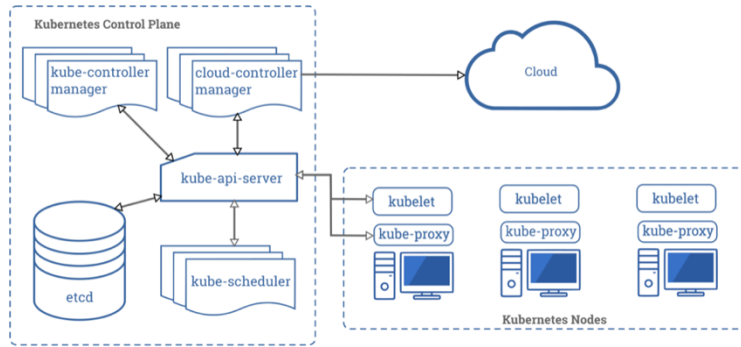 Kubernetes Control Plane
kube-controller
manager
cloud-controller
manager
Cloud
kube-api-server
kubelet
kubelet
kubelet
kube-proxy
kube-proxy
kube-proxy
etcd
kube-scheduler
Kubernetes Nodes